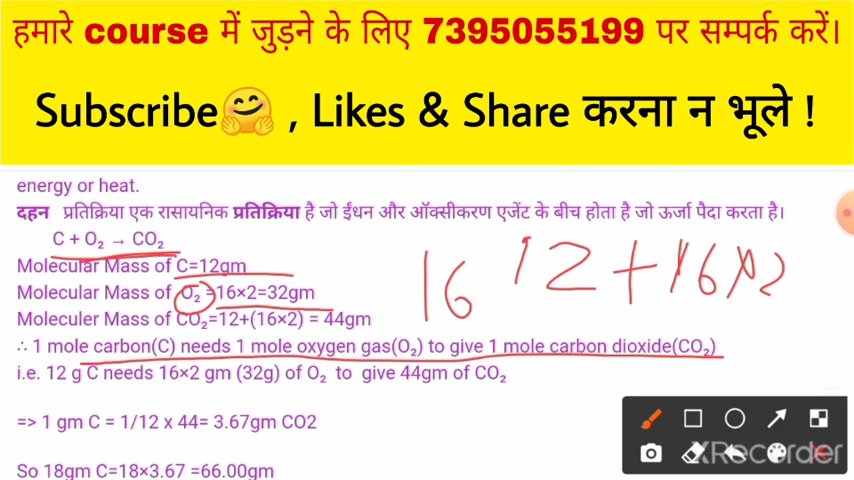 हमारे course में जुड़ने के लिए 7395055199 पर सम्पर्क करें।
Subscribe🤗 , Likes & Share करना न भूले !
energy or heat.
दहन प्रतिक्रिया एक रासायनिक प्रतिक्रिया है जो ईंधन और ऑक्सीकरण एजेंट के बीच होता है जो ऊर्जा पैदा करता है।
C + O₂ → CO₂
Molecular Mass of C=12gm
Molecular Mass of O₂ =16×2=32gm
Moleculer Mass of CO₂=12+(16×2) = 44gm
16 12+16×2
∴ 1 mole carbon(C) needs 1 mole oxygen gas(O₂) to give 1 mole carbon dioxide(CO₂)
i.e. 12 g C needs 16×2 gm (32g) of O₂ to give 44gm of CO₂
=> 1 gm C = 1/12 x 44= 3.67gm CO2
So 18gm C=18×3.67 =66.00gm
XRecorder